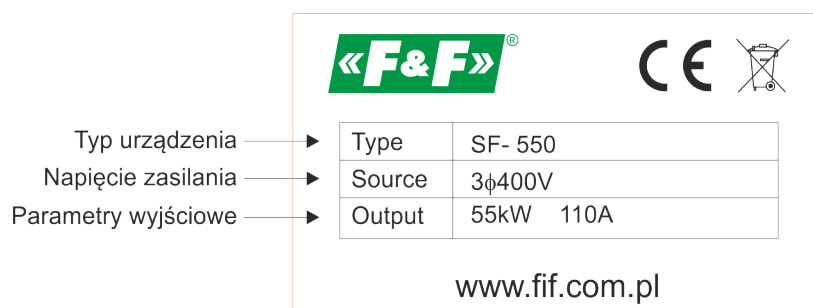 «F&F»®
CE
Typ urządzenia Type SF- 550
Napięcie zasilania Source 3ϕ400V
Parametry wyjściowe Output 55kW 110A
www.fif.com.pl